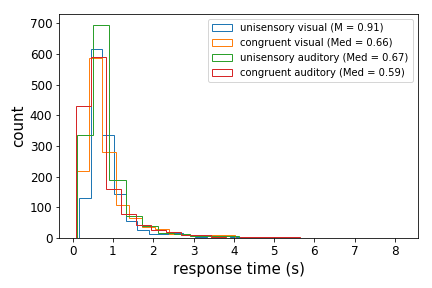 unisensory visual (M = 0.91)
congruent visual (Med = 0.66)
unisensory auditory (Med = 0.67)
congruent auditory (Med = 0.59)
700
600
500
400
300
200
100
0
count
0 1 2 3 4 5 6 7 8
response time (s)